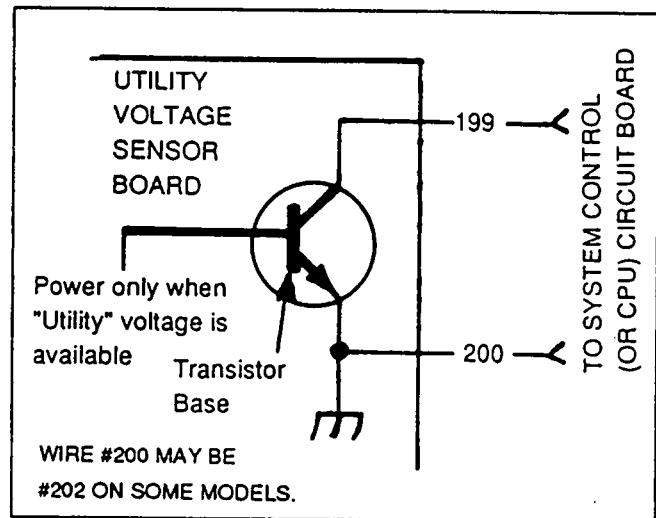 UTILITY
VOLTAGE
SENSOR
BOARD
199
TO SYSTEM CONTROL
(OR CPU) CIRCUIT BOARD
Power only when
"Utility" voltage is
available
Transistor
Base
200
WIRE #200 MAY BE
#202 ON SOME MODELS.